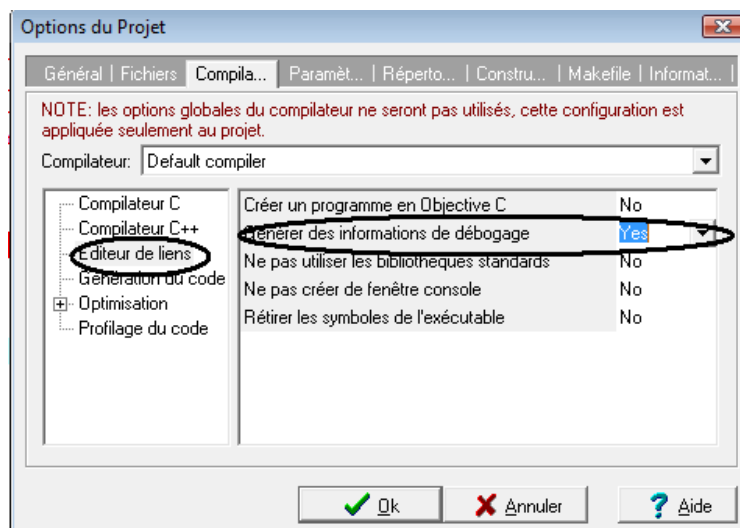 Options du Projet
Général | Fichiers Compila... Paramèt... | Réperto... | Constru... | Makefile | Informat... |
NOTE: les options globales du compilateur ne seront pas utilisés, cette configuration est
appliquée seulement au projet.
Compilateur: Default compiler
Compilateur C
Compilateur C++
Editeur de liens
Génération du code
Optimisation
Profilage du code
Créer un programme en Objective C No
Générer des informations de débogage Yes
Ne pas utiliser les bibliothèques standards No
Ne pas créer de fenêtre console No
Rétirer les symboles de l'exécutable No
Ok Annuler ? Aide